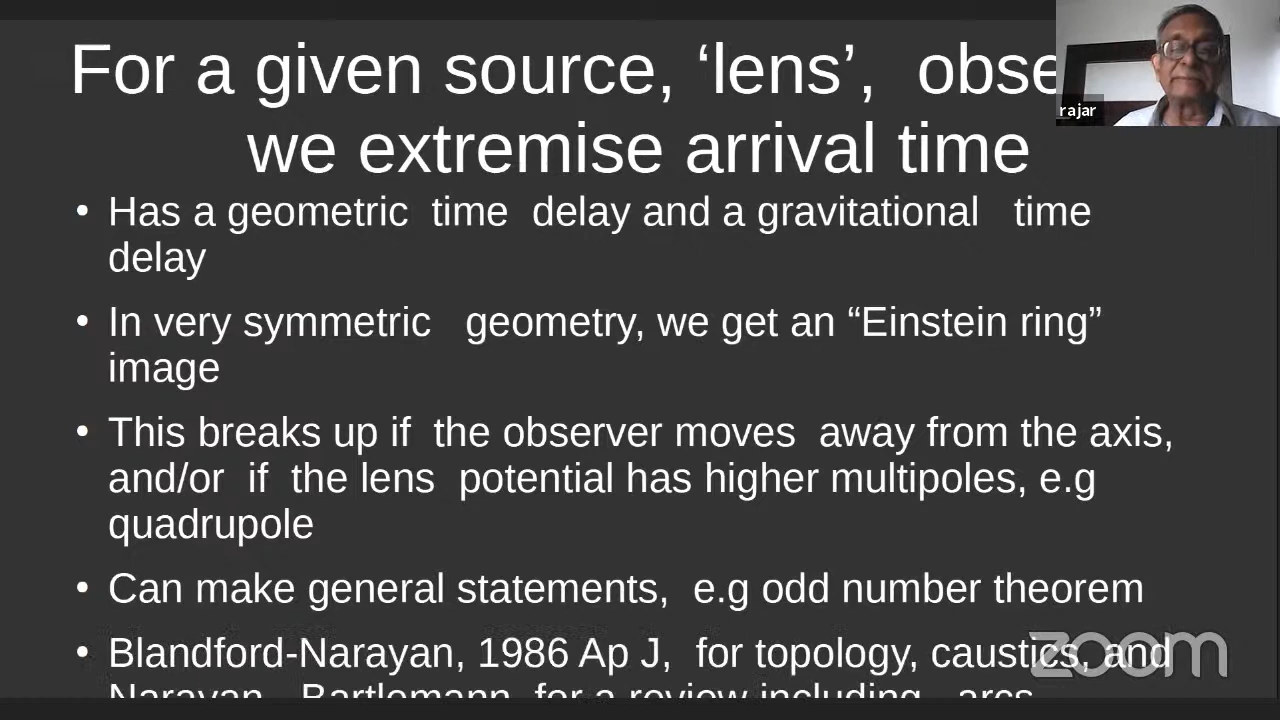 For a given source, ‘lens’, obse
we extremise arrival time
rajar
• Has a geometric time delay and a gravitational time
delay
• In very symmetric geometry, we get an “Einstein ring”
image
• This breaks up if the observer moves away from the axis,
and/or if the lens potential has higher multipoles, e.g
quadrupole
• Can make general statements, e.g odd number theorem
• Blandford-Narayan, 1986 Ap J, for topology, caustics, and
Narayan Bartlemann for a review including arcs
zoom